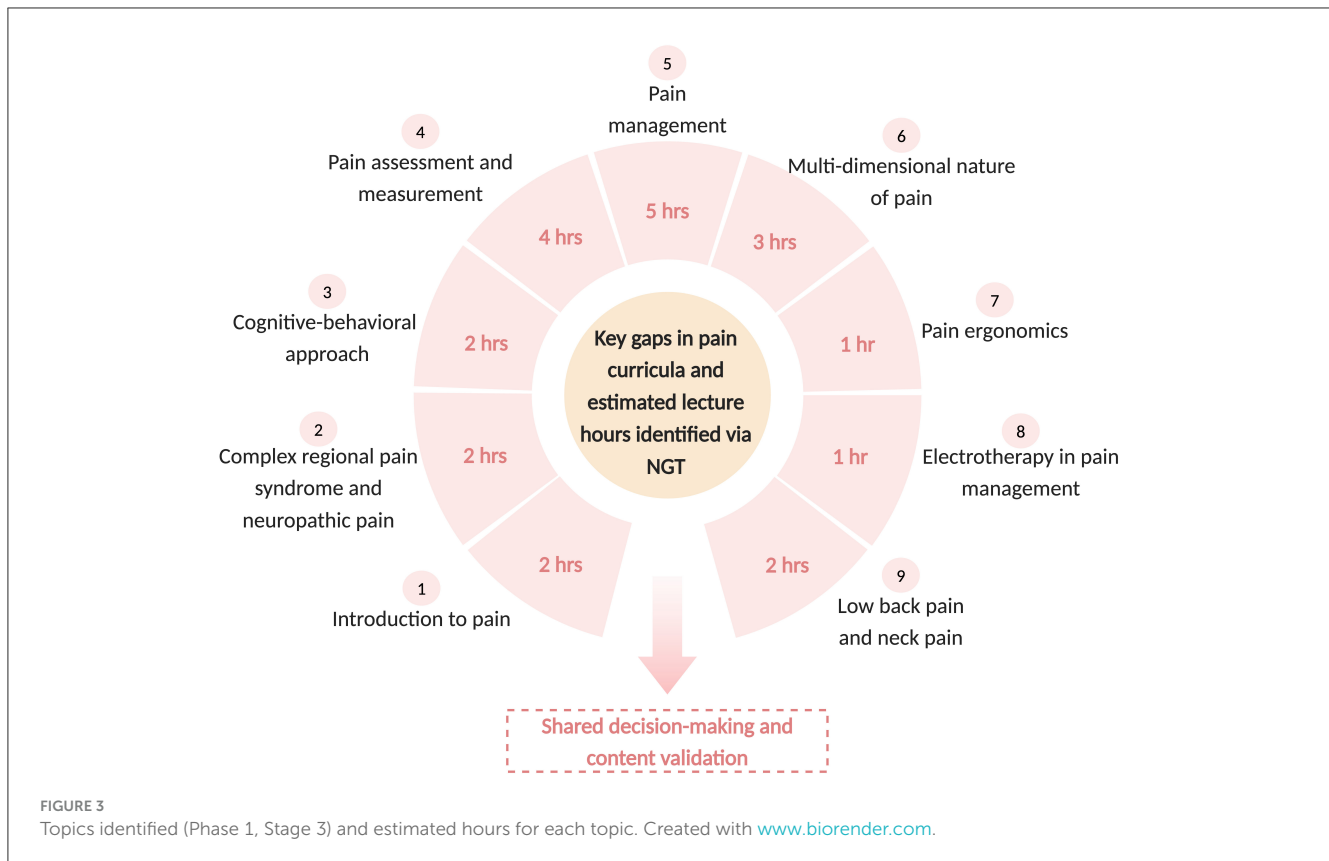 5
Pain
management
4
Pain assessment and
measurement
6
Multi-dimensional nature
of pain
5 hrs
4 hrs
3 hrs
3
Cognitive-behavioral
approach
7
Pain ergonomics
2 hrs
1 hr
Key gaps in pain
curricula and
estimated lecture
hours identified via
NGT
2
Complex regional pain
syndrome and
neuropathic pain
8
Electrotherapy in pain
management
2 hrs
1 hr
2 hrs
2 hrs
1
Introduction to pain
9
Low back pain
and neck pain
Shared decision-making and
content validation
FIGURE 3
Topics identified (Phase 1, Stage 3) and estimated hours for each topic. Created with www.biorender.com.